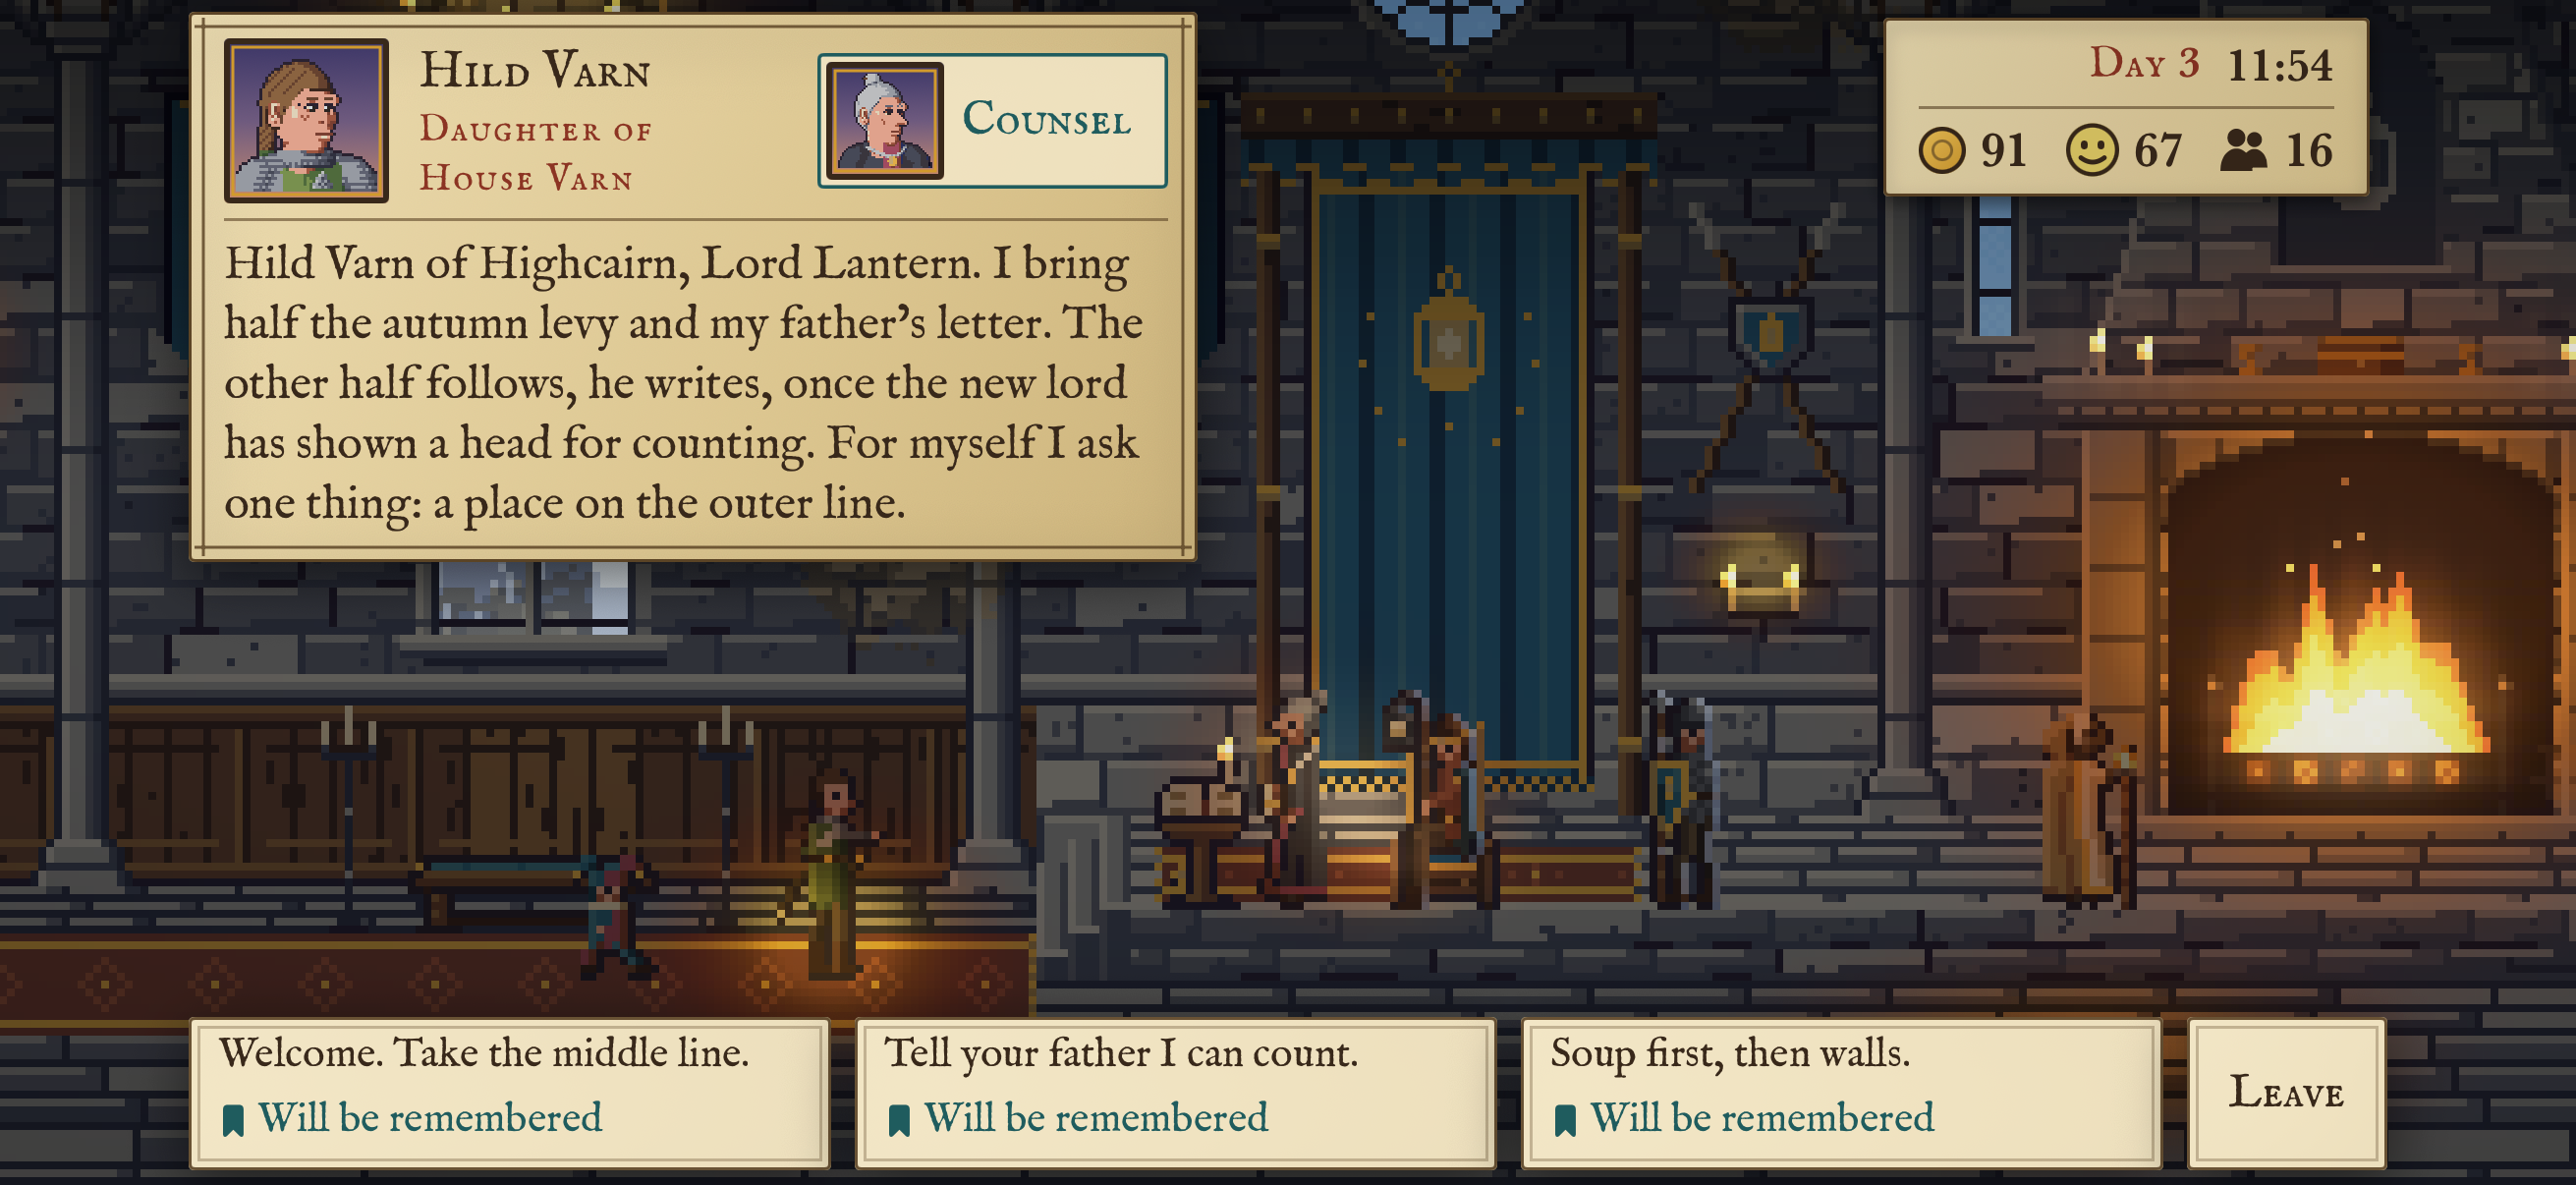 Hild Varn
Daughter of
House Varn
Counsel
Hild Varn of Highcairn, Lord Lantern. I bring
half the autumn levy and my father’s letter. The
other half follows, he writes, once the new lord
has shown a head for counting. For myself I ask
one thing: a place on the outer line.
Day 3 11:54
91 67 16
Welcome. Take the middle line.
Will be remembered
Tell your father I can count.
Will be remembered
Soup first, then walls.
Will be remembered
Leave